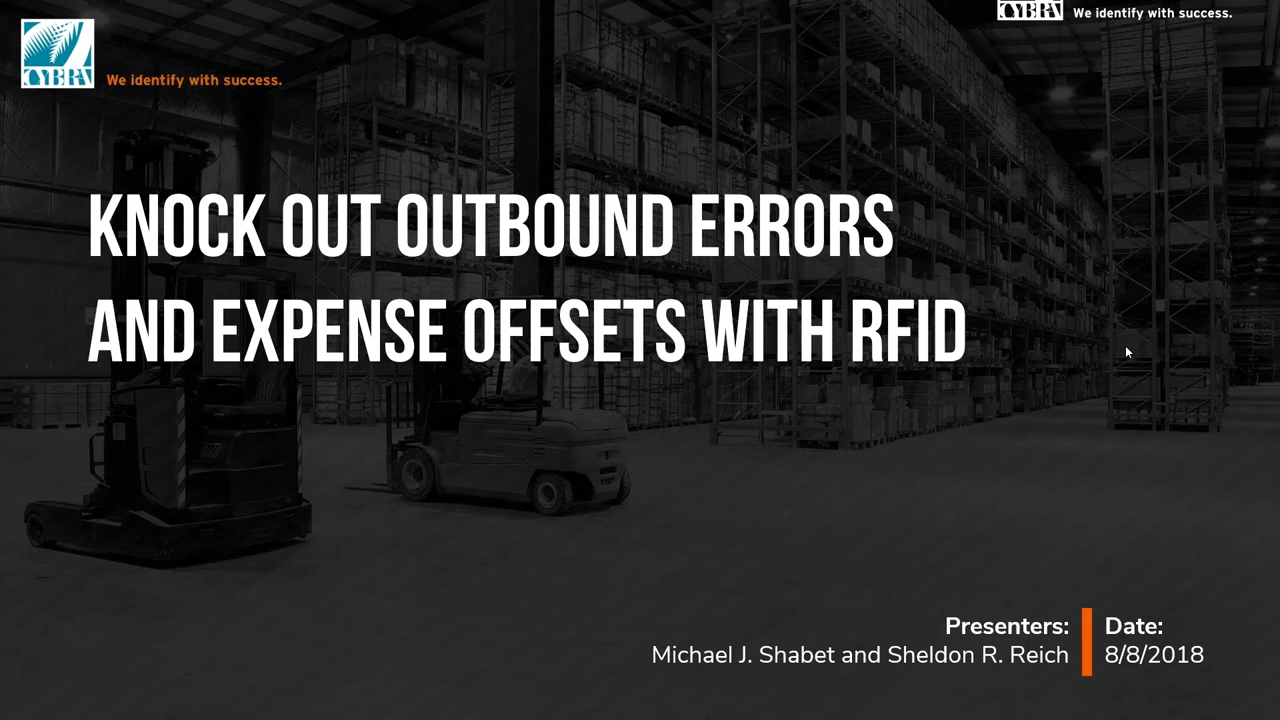 CYBRA We identify with success.
CYBRA We identify with success.
KNOCK OUT OUTBOUND ERRORS
AND EXPENSE OFFSETS WITH RFID
Presenters:
Michael J. Shabet and Sheldon R. Reich
Date:
8/8/2018